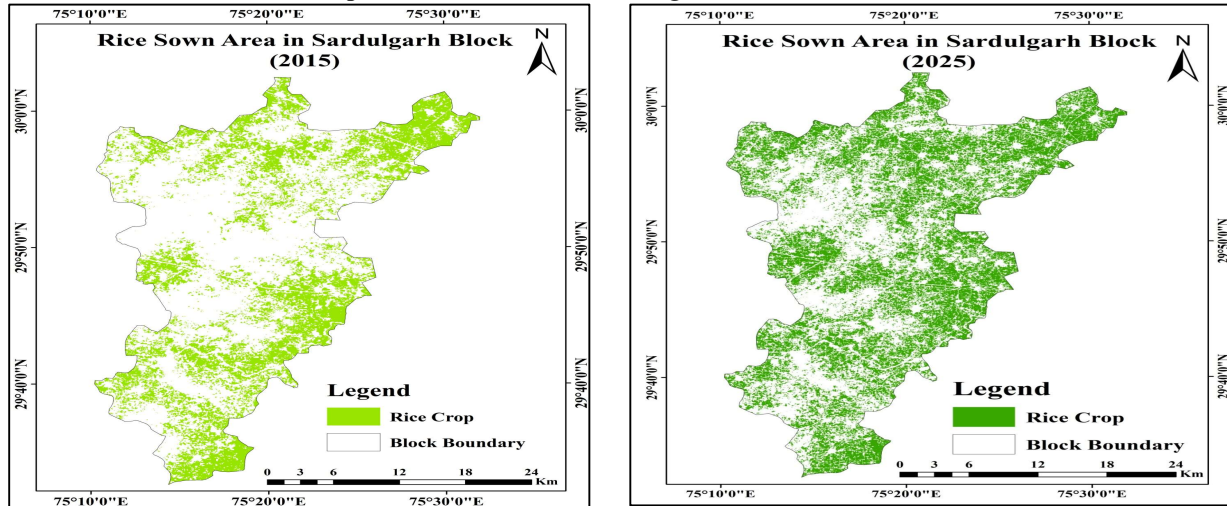 75°10'0"E 75°20'0"E 75°30'0"E
Rice Sown Area in Sardulgarh Block
(2015)
N
30°0'0"N
30°0'0"N
29°50'0"N
29°50'0"N
29°40'0"N
29°40'0"N
Legend
Rice Crop
Block Boundary
0 3 6 12 18 24
Km
75°10'0"E 75°20'0"E 75°30'0"E
75°10'0"E 75°20'0"E 75°30'0"E
Rice Sown Area in Sardulgarh Block
(2025)
N
30°0'0"N
30°0'0"N
29°50'0"N
29°50'0"N
29°40'0"N
29°40'0"N
Legend
Rice Crop
Block Boundary
0 3 6 12 18 24
Km
75°10'0"E 75°20'0"E 75°30'0"E